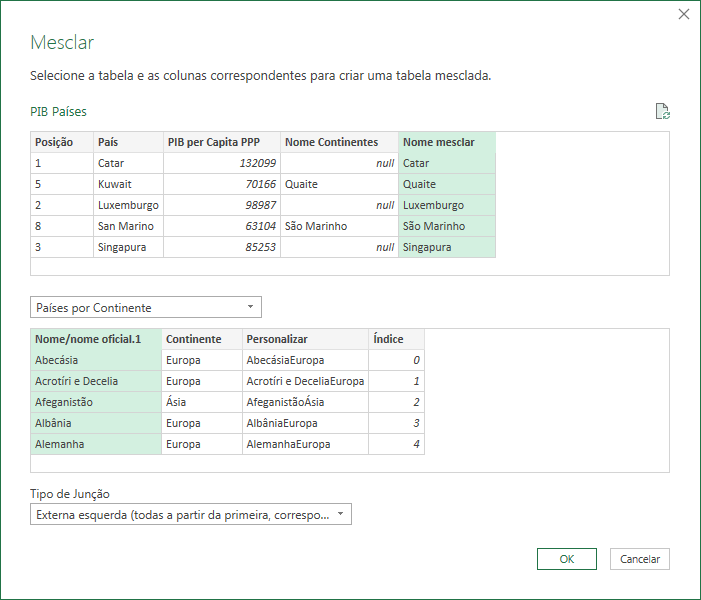 Mesclar
Selecione a tabela e as colunas correspondentes para criar uma tabela mesclada.
PIB Países
Posição País PIB per Capita PPP Nome Continentes Nome mesclar
1 Catar 132099 null Catar
5 Kuwait 70166 Quaite Quaite
2 Luxemburgo 98987 null Luxemburgo
8 San Marino 63104 São Marinho São Marinho
3 Singapura 85253 null Singapura
Países por Continente
Nome/nome oficial.1 Continente Personalizar Índice
Abecásia Europa AbecásiaEuropa 0
Acrotíri e Decelia Europa Acrotíri e DeceliaEuropa 1
Afeganistão Ásia AfeganistãoÁsia 2
Albânia Europa AlbâniaEuropa 3
Alemanha Europa AlemanhaEuropa 4
Tipo de Junção
Externa esquerda (todas a partir da primeira, correspo...
OK Cancelar